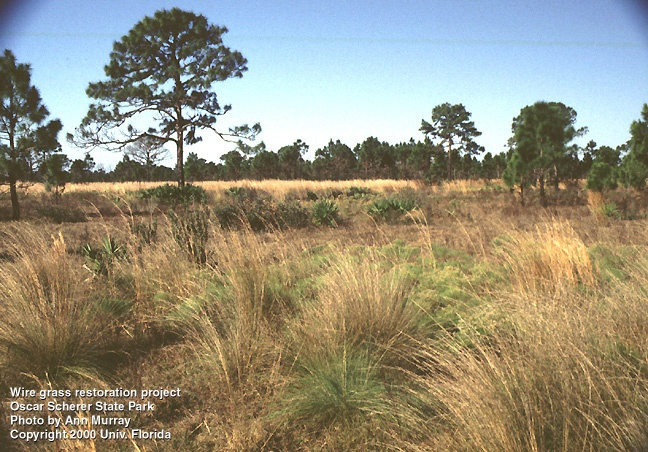 Wire grass restoration project
Oscar Scherer State Park
Photo by Ann Murray
Copyright 2000 Univ. Florida